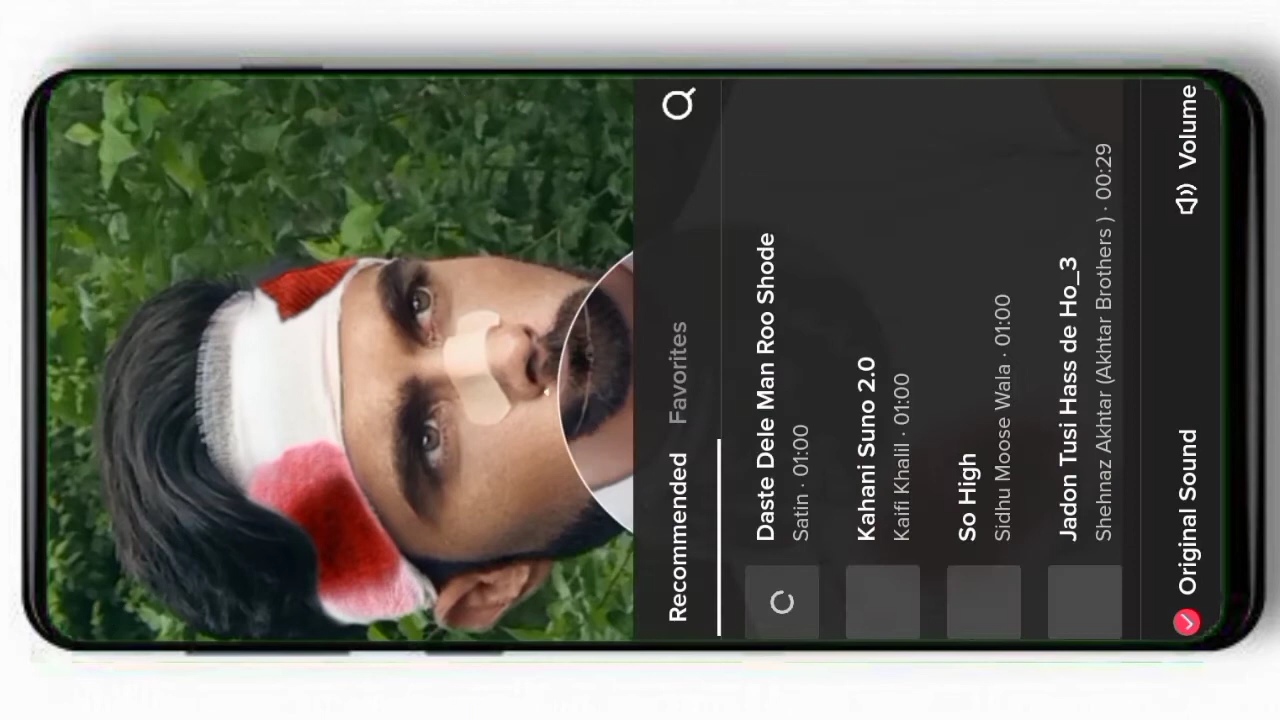 Recommended Favorites
Daste Dele Man Roo Shode
Satin · 01:00
Kahani Suno 2.0
Kaifi Khalil · 01:00
So High
Sidhu Moose Wala · 01:00
Jadon Tusi Hass de Ho_3
Shehnaz Akhtar (Akhtar Brothers ) · 00:29
Original Sound Volume